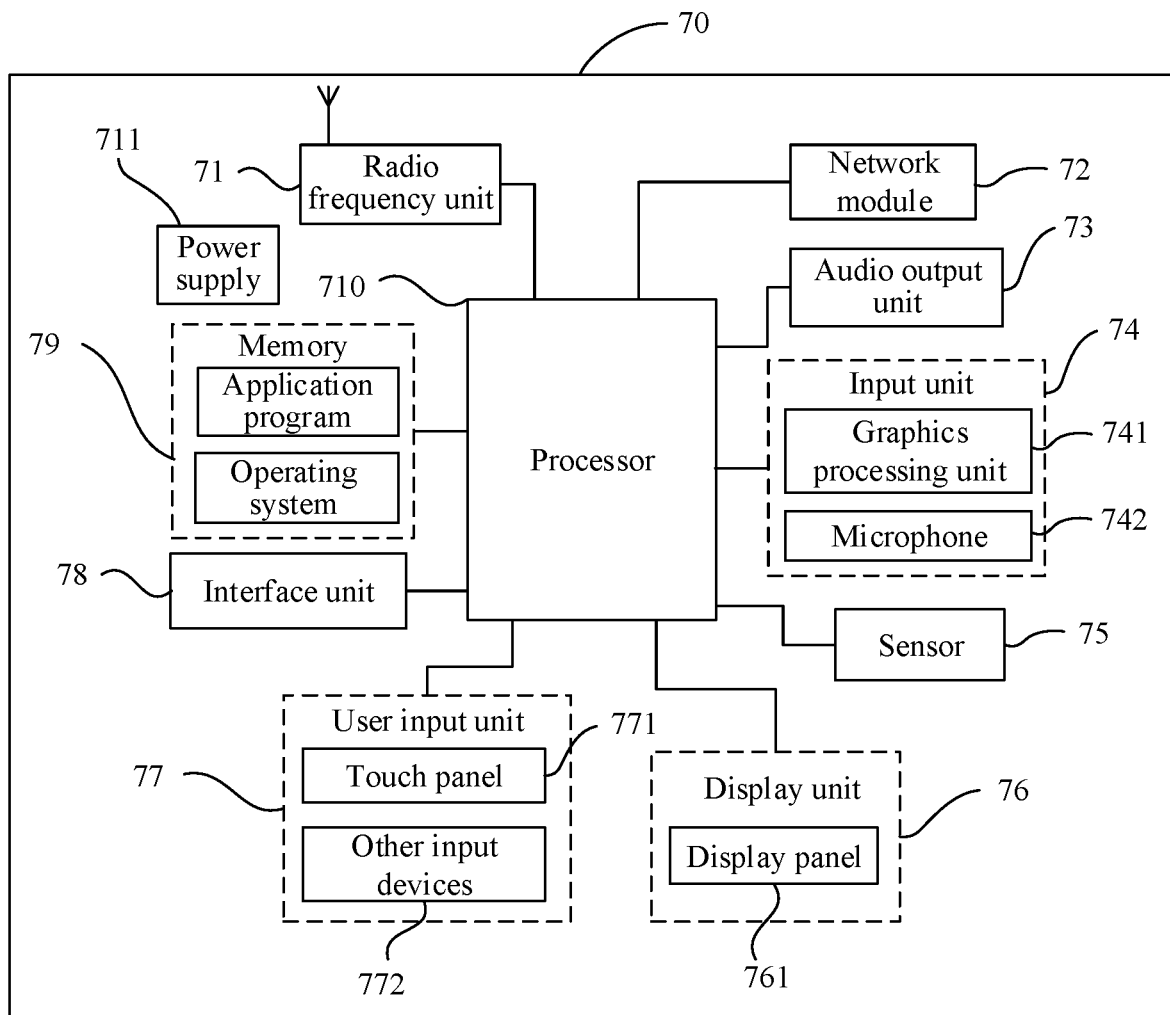 70
711
71
Radio
frequency unit
Network
module
72
Power
supply
73
Audio output
unit
710
79
Memory
Application
program
Operating
system
Processor
74
Input unit
Graphics
processing unit
741
Microphone
742
78
Interface unit
Sensor
75
User input unit
771
77
Touch panel
Other input
devices
772
Display unit
76
Display panel
761